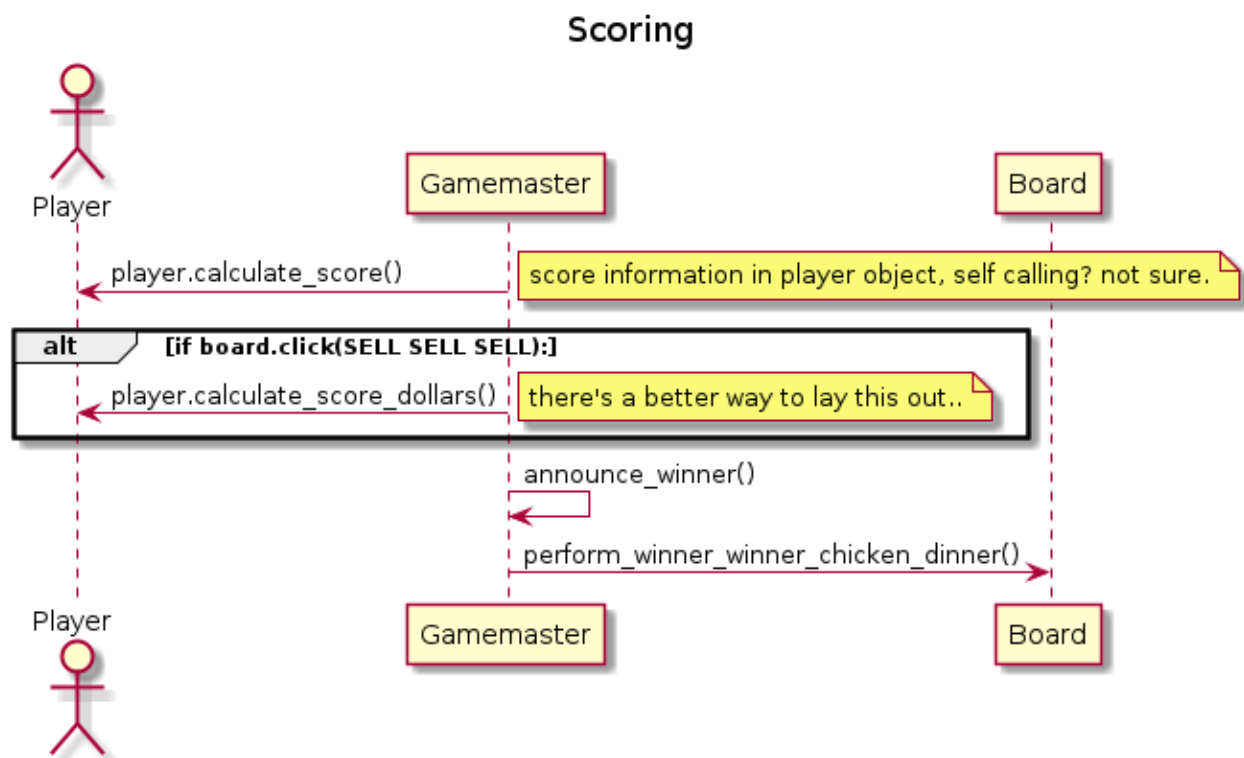 Scoring
Player
Gamemaster
Board
player.calculate_score()
score information in player object, self calling? not sure.
alt
[if board.click(SELL SELL SELL):]
player.calculate_score_dollars()
there's a better way to lay this out..
announce_winner()
perform_winner_winner_chicken_dinner()
Player
Gamemaster
Board